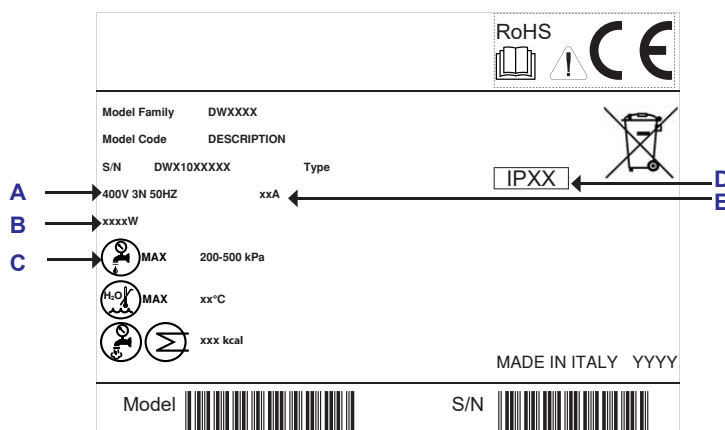 RoHS
CE
Model Family DWXXXX
Model Code DESCRIPTION
S/N DWX10XXXXX Type
IPXX
D
A 400V 3N 50HZ xxA
E
B xxxxW
C MAX 200-500 kPa
H₂O MAX xx°C
xxx kcal
MADE IN ITALY YYYY
Model S/N